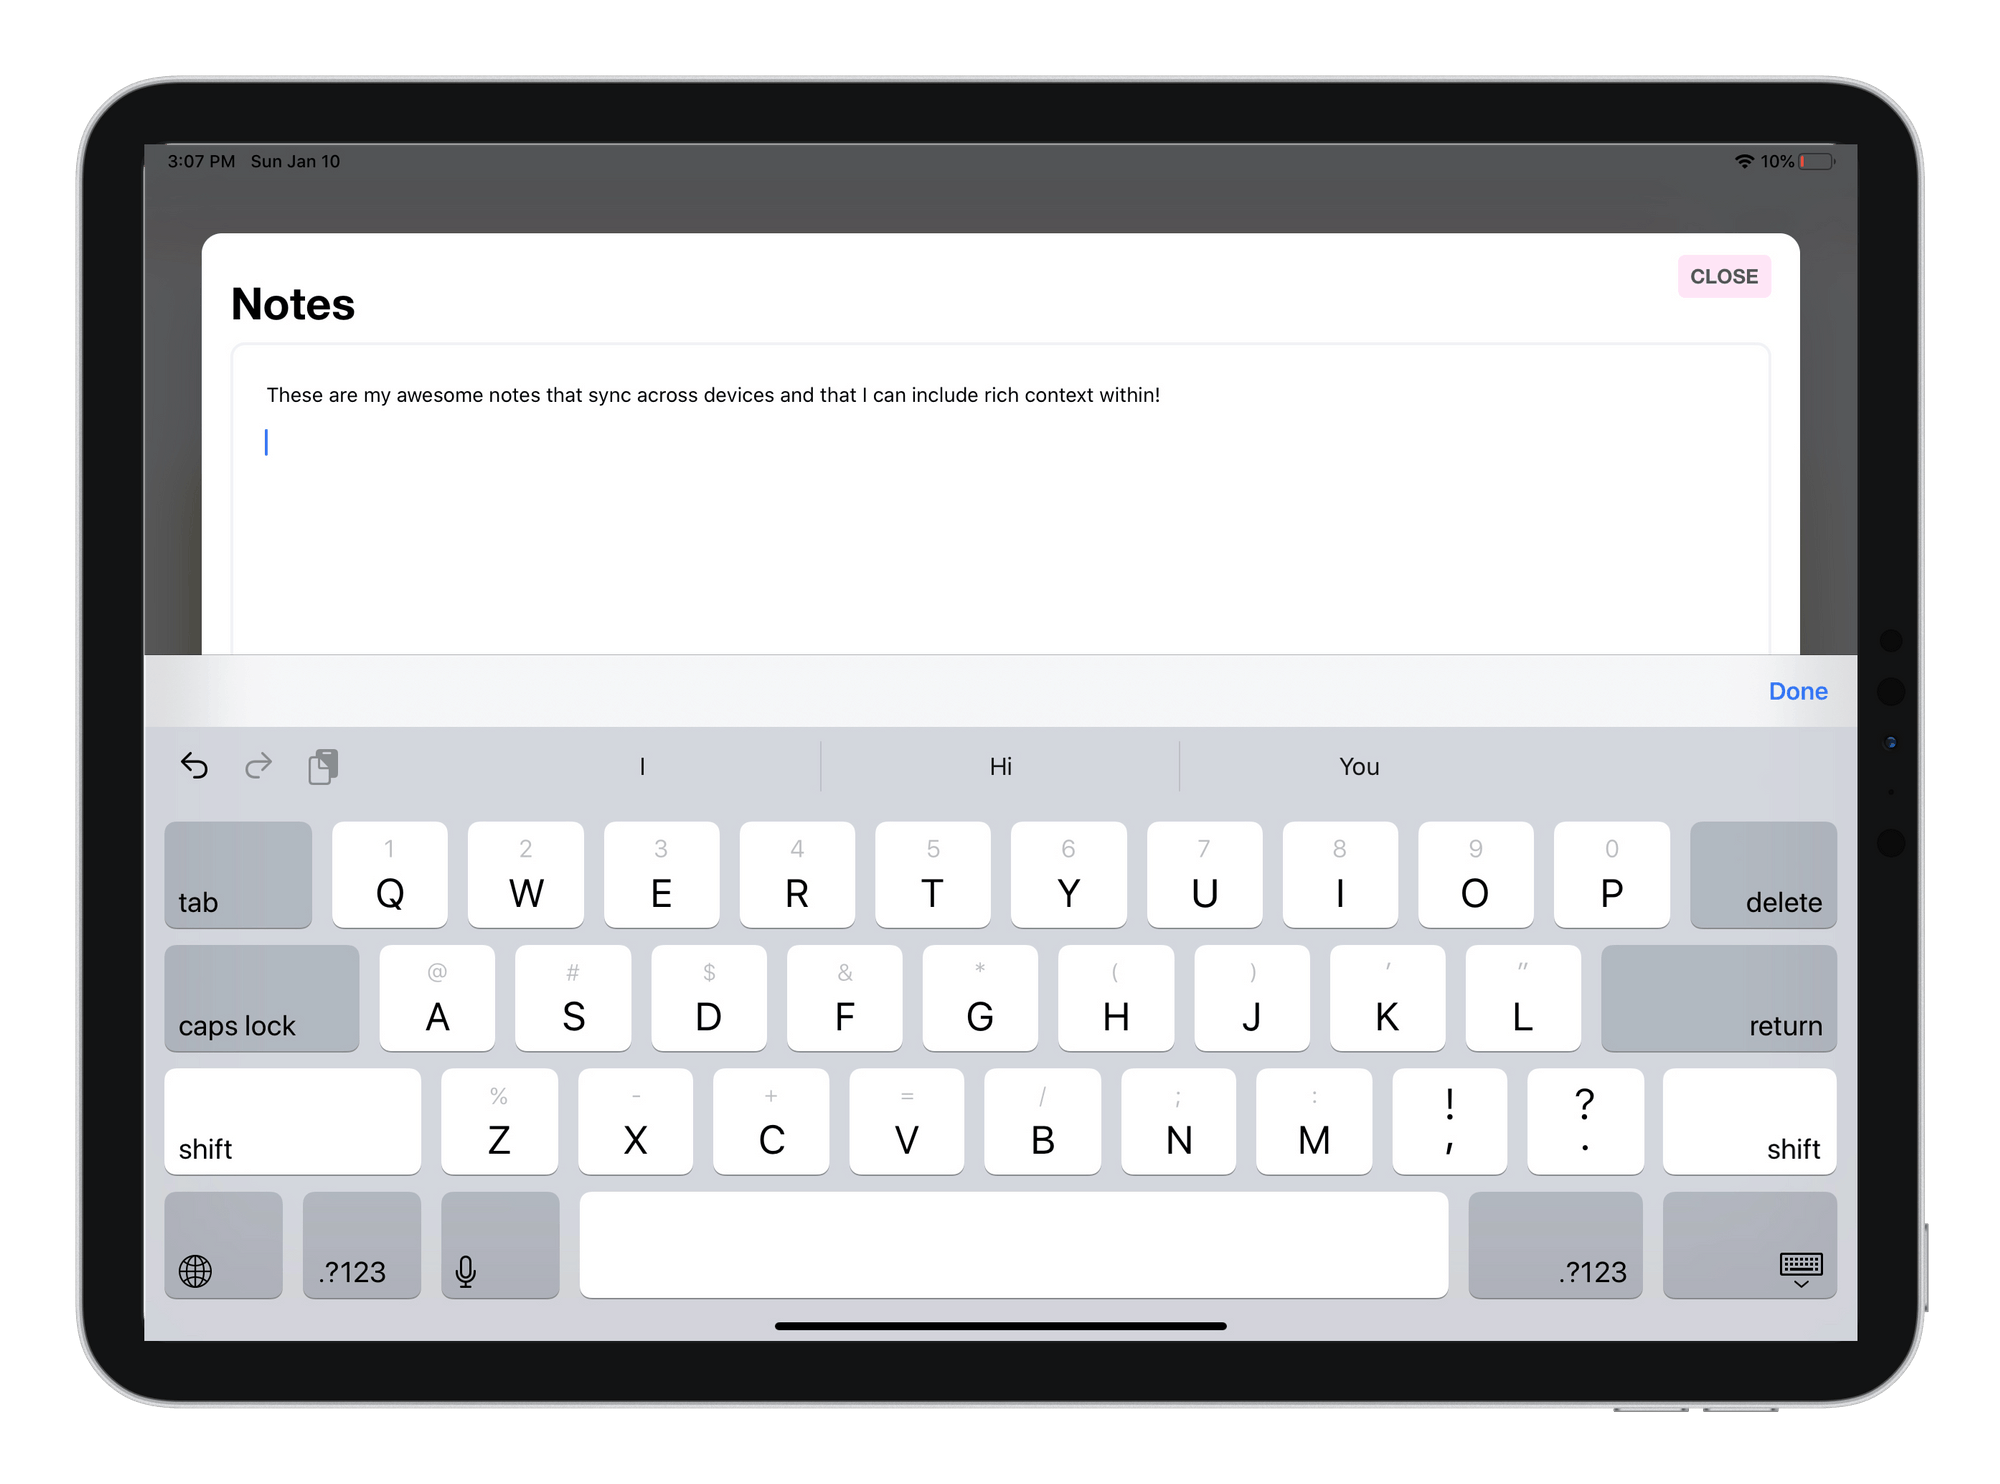 3:07 PM Sun Jan 10 10%
CLOSE
Notes
These are my awesome notes that sync across devices and that I can include rich context within!
Done
I Hi You
1 2 3 4 5 6 7 8 9 0
tab Q W E R T Y U I O P delete
@ # $ & * ( ) ' "
caps lock A S D F G H J K L return
% - + = / ; : ! ?
shift Z X C V B N M , . shift
.?123 .?123